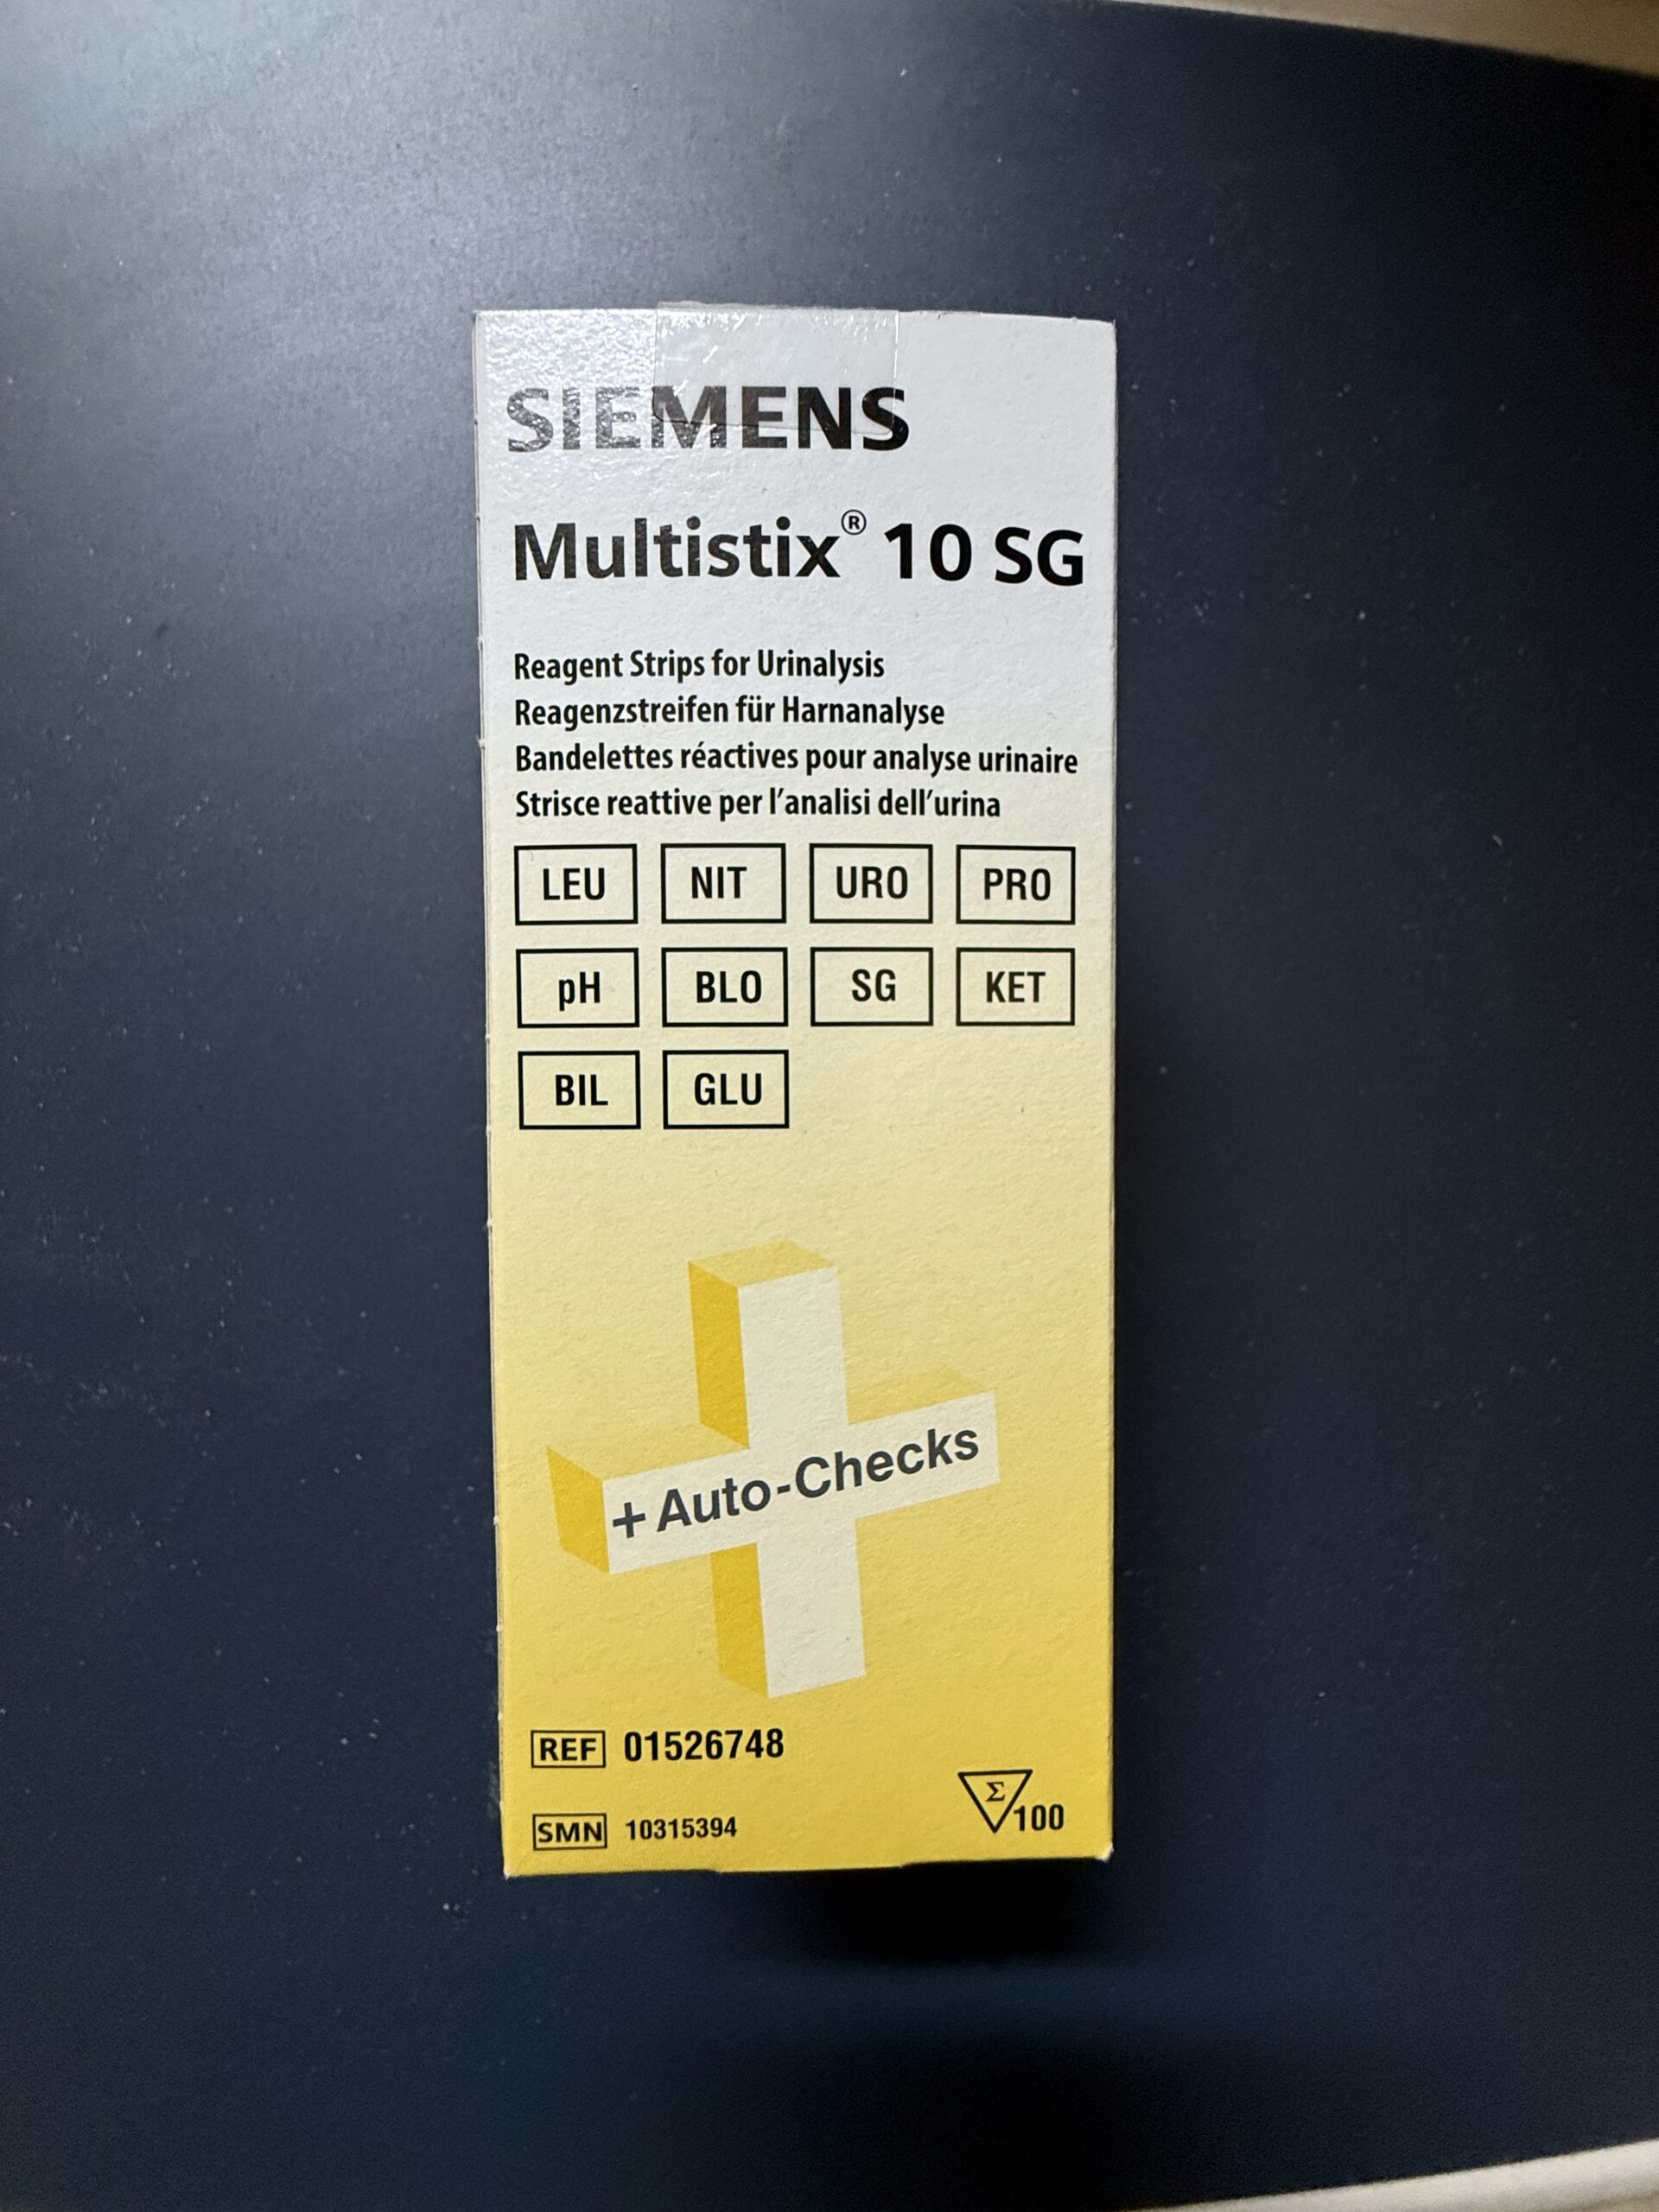 SIEMENS
Multistix® 10 SG
Reagent Strips for Urinalysis
Reagenzstreifen für Harnanalyse
Bandelettes réactives pour analyse urinaire
Strisce reattive per l'analisi dell'urina
LEU NIT URO PRO
pH BLO SG KET
BIL GLU
+ Auto-Checks
REF 01526748
SMN 10315394
Σ 100